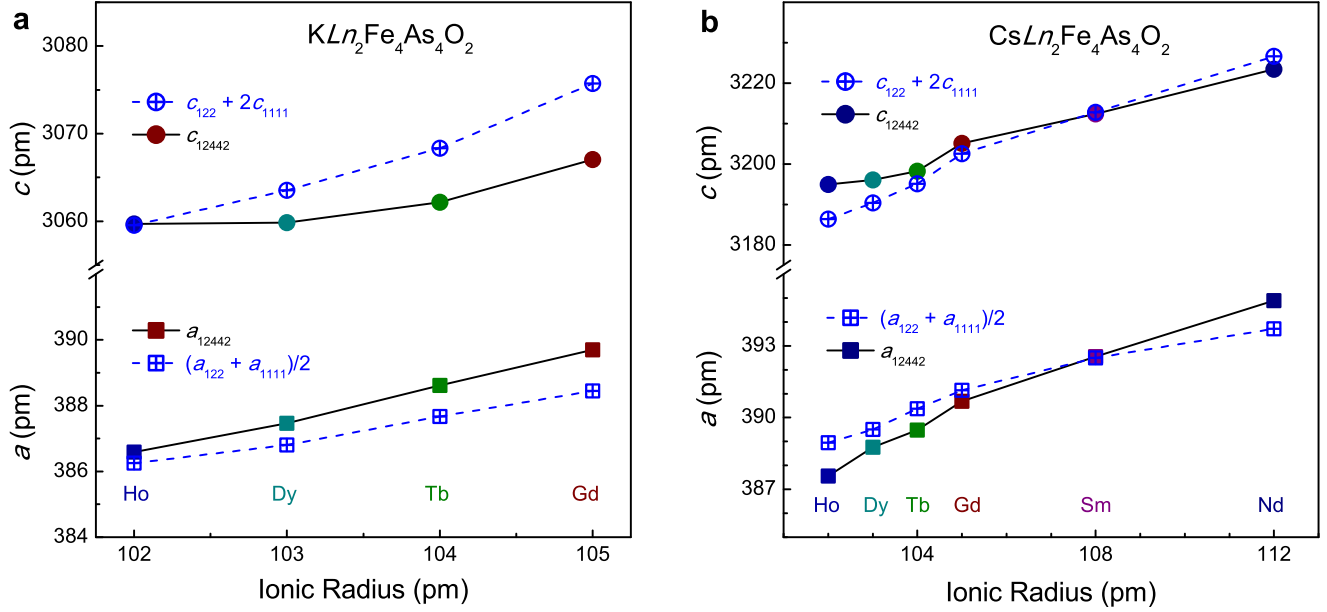 a
KLn₂Fe₄As₄O₂
3080
3070
3060
c (pm)
c₁₂₂ + 2c₁₁₁₁
c₁₂₄₄₂
390
388
386
384
a (pm)
a₁₂₄₄₂
(a₁₂₂ + a₁₁₁₁)/2
Ho Dy Tb Gd
102 103 104 105
Ionic Radius (pm)
b
CsLn₂Fe₄As₄O₂
3220
3200
3180
c (pm)
c₁₂₂ + 2c₁₁₁₁
c₁₂₄₄₂
393
390
387
a (pm)
(a₁₂₂ + a₁₁₁₁)/2
a₁₂₄₄₂
Ho Dy Tb Gd Sm Nd
104 108 112
Ionic Radius (pm)